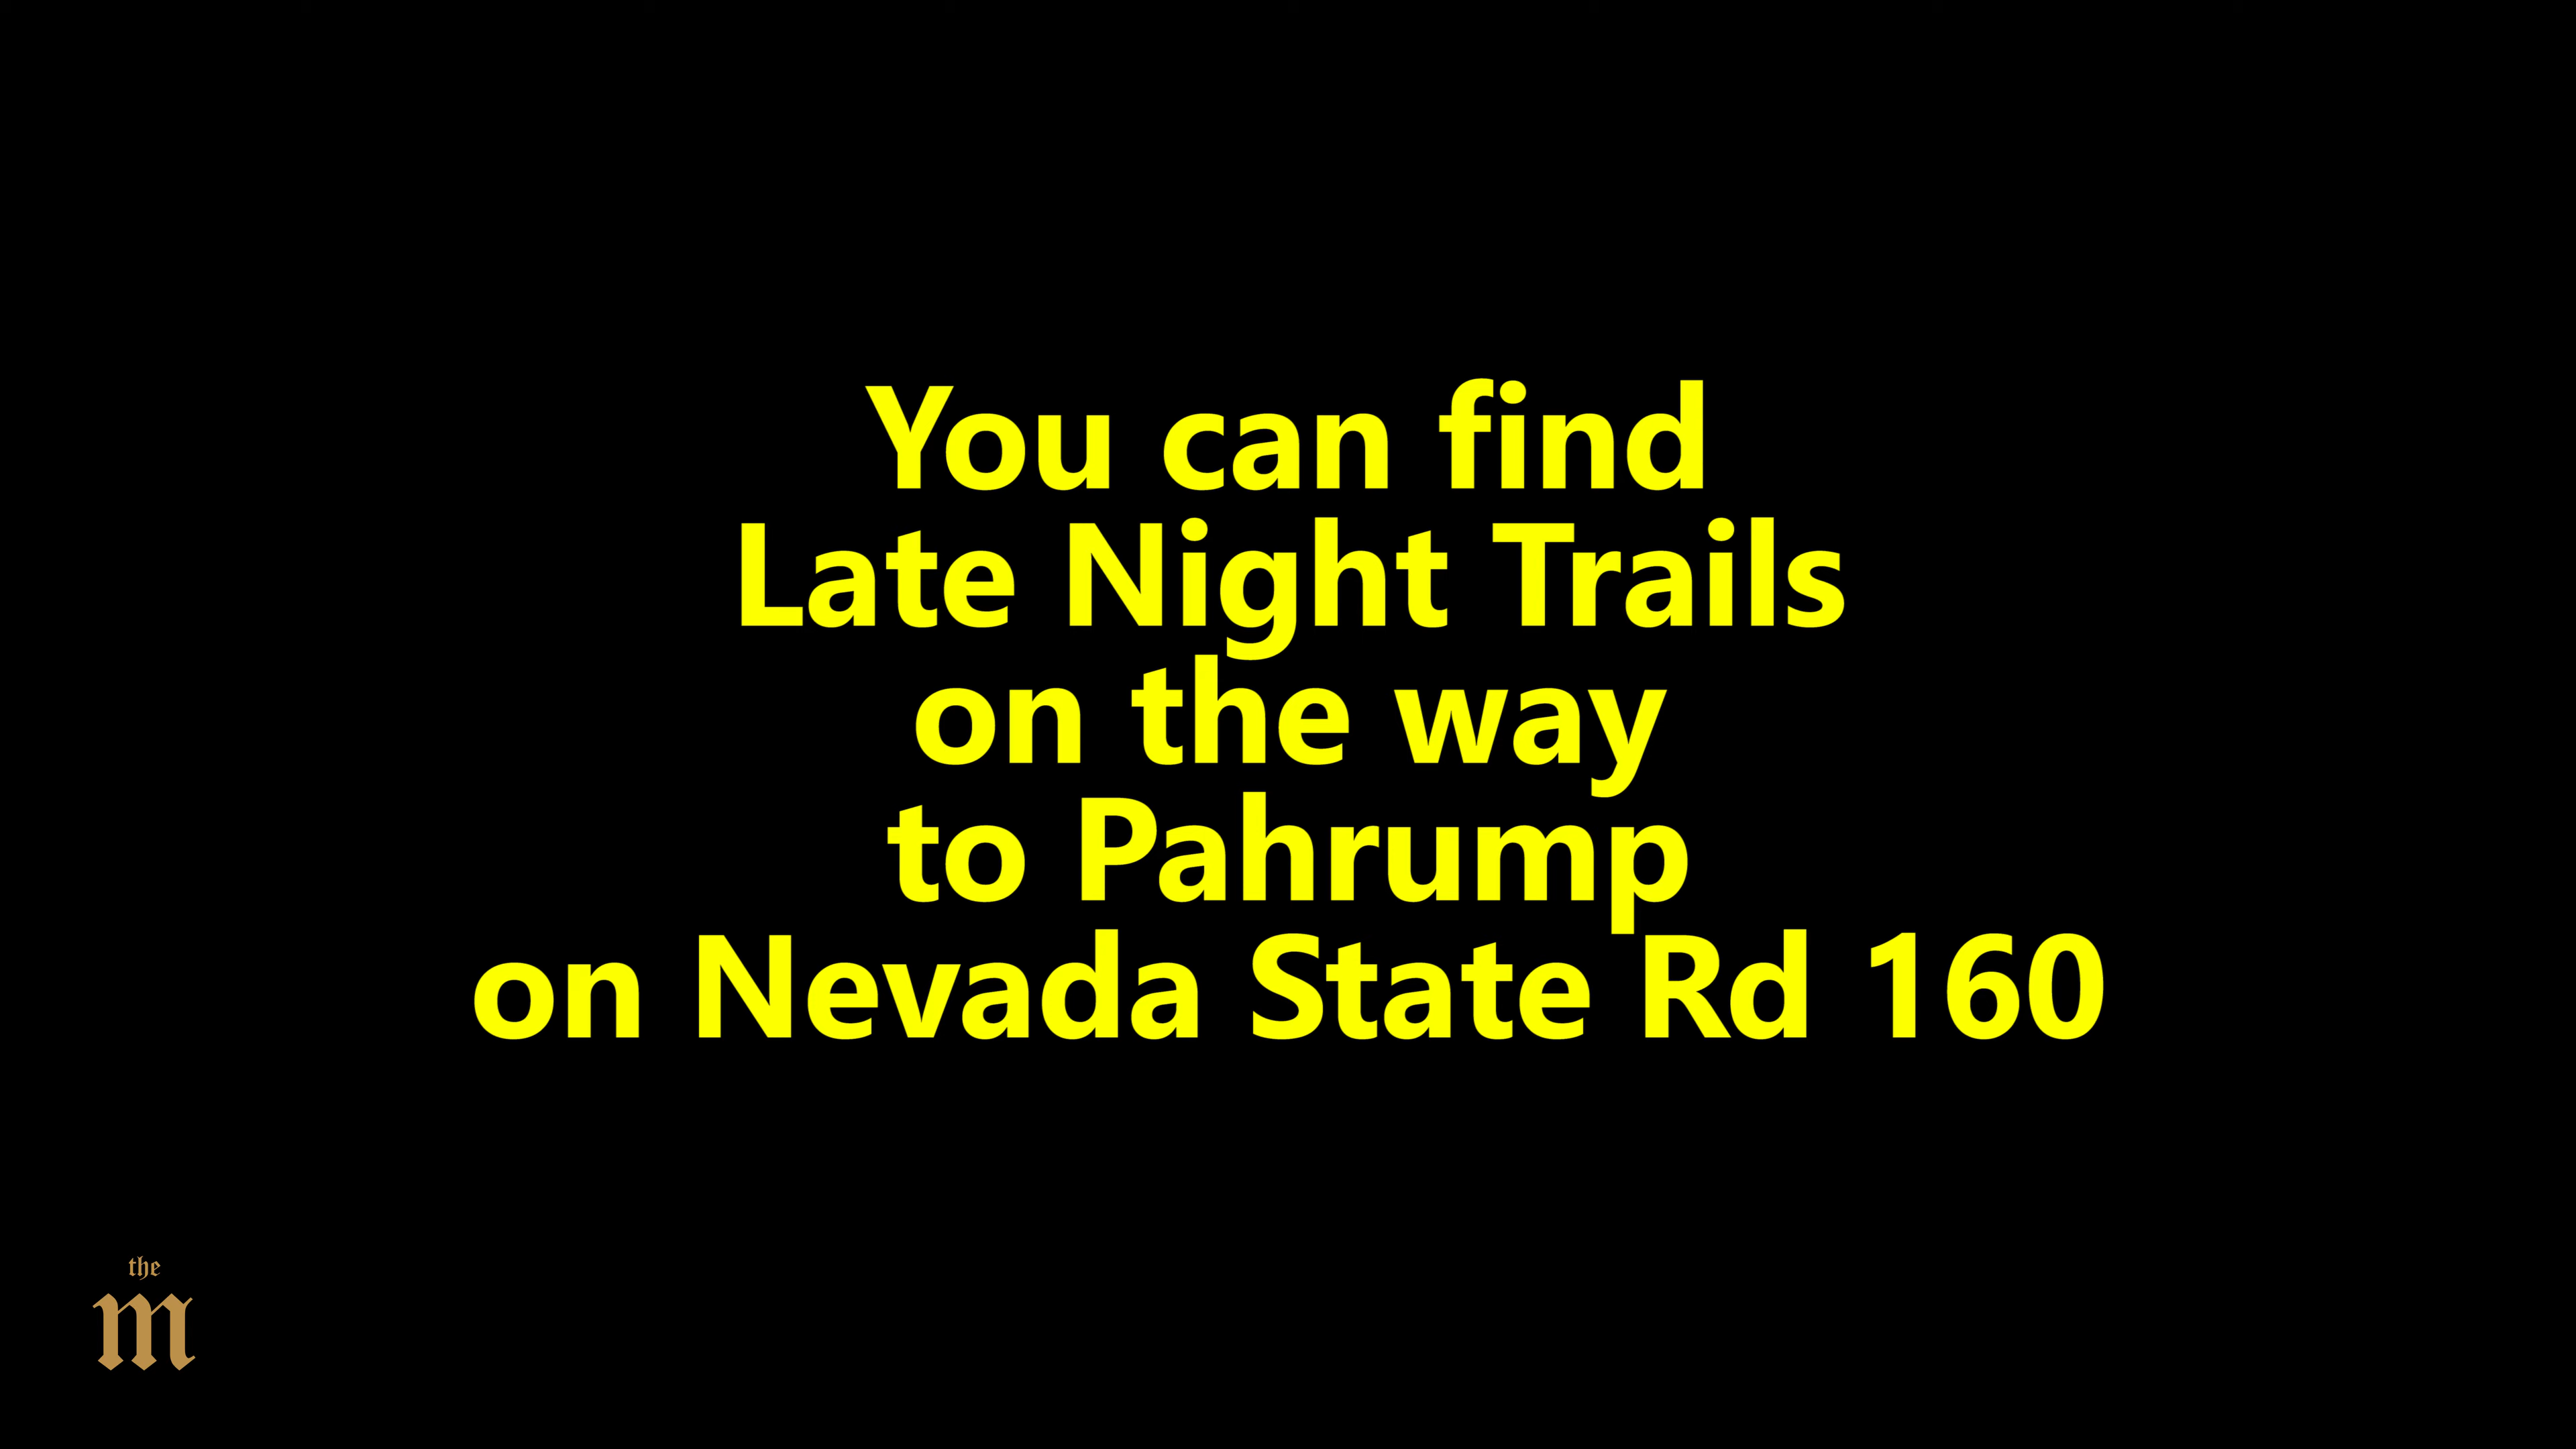 You can find
Late Night Trails
on the way
to Pahrump
on Nevada State Rd 160
the
m